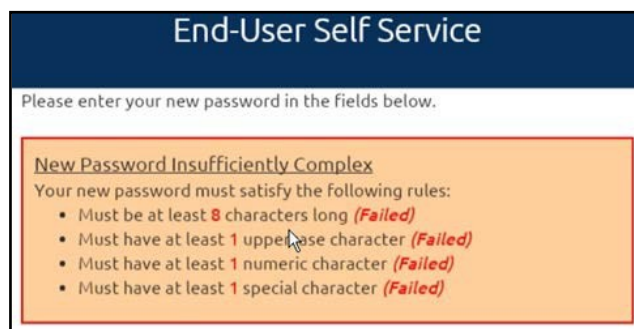 End-User Self Service
Please enter your new password in the fields below.
New Password Insufficiently Complex
Your new password must satisfy the following rules:
• Must be at least 8 characters long (Failed)
• Must have at least 1 uppercase character (Failed)
• Must have at least 1 numeric character (Failed)
• Must have at least 1 special character (Failed)